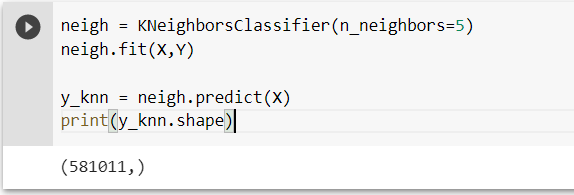 neigh = KNeighborsClassifier(n_neighbors=5)
neigh.fit(X,Y)
y_knn = neigh.predict(X)
print(y_knn.shape)
(581011,)